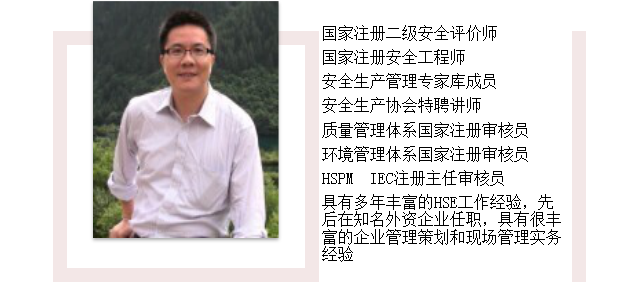 国家注册二级安全评价师
国家注册安全工程师
安全生产管理专家库成员
安全生产协会特聘讲师
质量管理体系国家注册审核员
环境管理体系国家注册审核员
HSPM IEC注册主任审核员
具有多年丰富的HSE工作经验，先
后在知名外资企业任职，具有很丰
富的企业管理策划和现场管理实务
经验